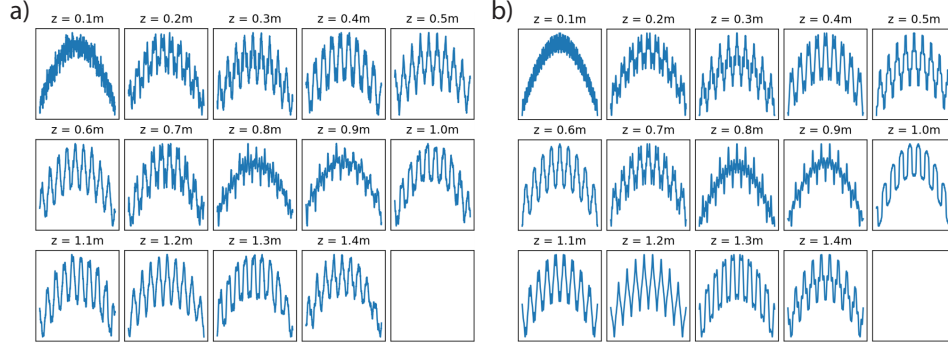 a)
z = 0.1m z = 0.2m z = 0.3m z = 0.4m z = 0.5m
z = 0.6m z = 0.7m z = 0.8m z = 0.9m z = 1.0m
z = 1.1m z = 1.2m z = 1.3m z = 1.4m
b)
z = 0.1m z = 0.2m z = 0.3m z = 0.4m z = 0.5m
z = 0.6m z = 0.7m z = 0.8m z = 0.9m z = 1.0m
z = 1.1m z = 1.2m z = 1.3m z = 1.4m